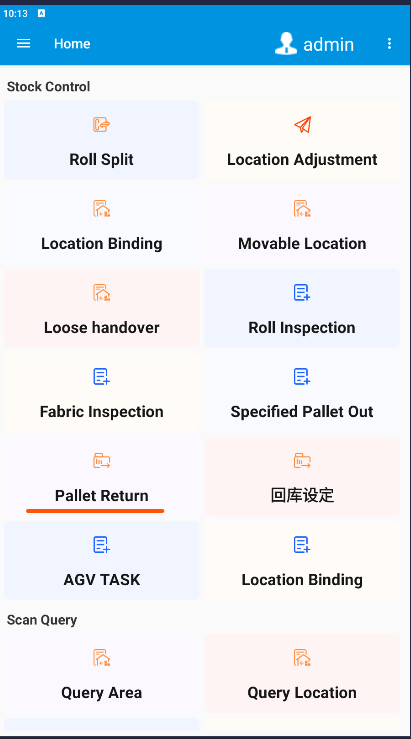 10:13 A
Home
admin
Stock Control
Roll Split
Location Adjustment
Location Binding
Movable Location
Loose handover
Roll Inspection
Fabric Inspection
Specified Pallet Out
Pallet Return
回库设定
AGV TASK
Location Binding
Scan Query
Query Area
Query Location